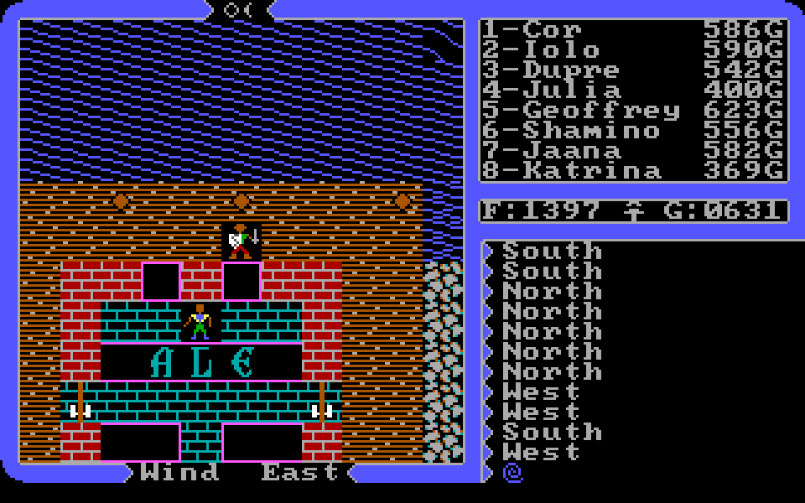 1-Cor 586G
2-Iolo 590G
3-Dupre 542G
4-Julia 400G
5-Geoffrey 623G
6-Shamino 556G
7-Jaana 582G
8-Katrina 369G
F:1397 G:0631
South
South
North
North
North
North
North
West
West
South
West
ALE
Wind East